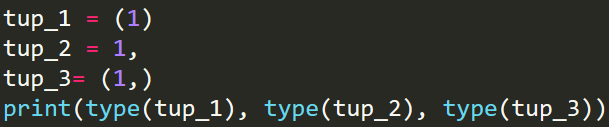 tup_1 = (1)
tup_2 = 1,
tup_3= (1,)
print(type(tup_1), type(tup_2), type(tup_3))